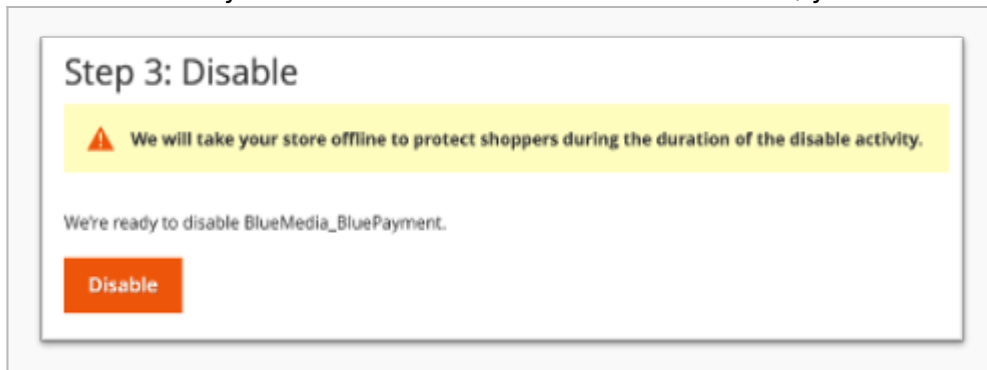 Step 3: Disable
We will take your store offline to protect shoppers during the duration of the disable activity.
We're ready to disable BlueMedia_BluePayment.
Disable